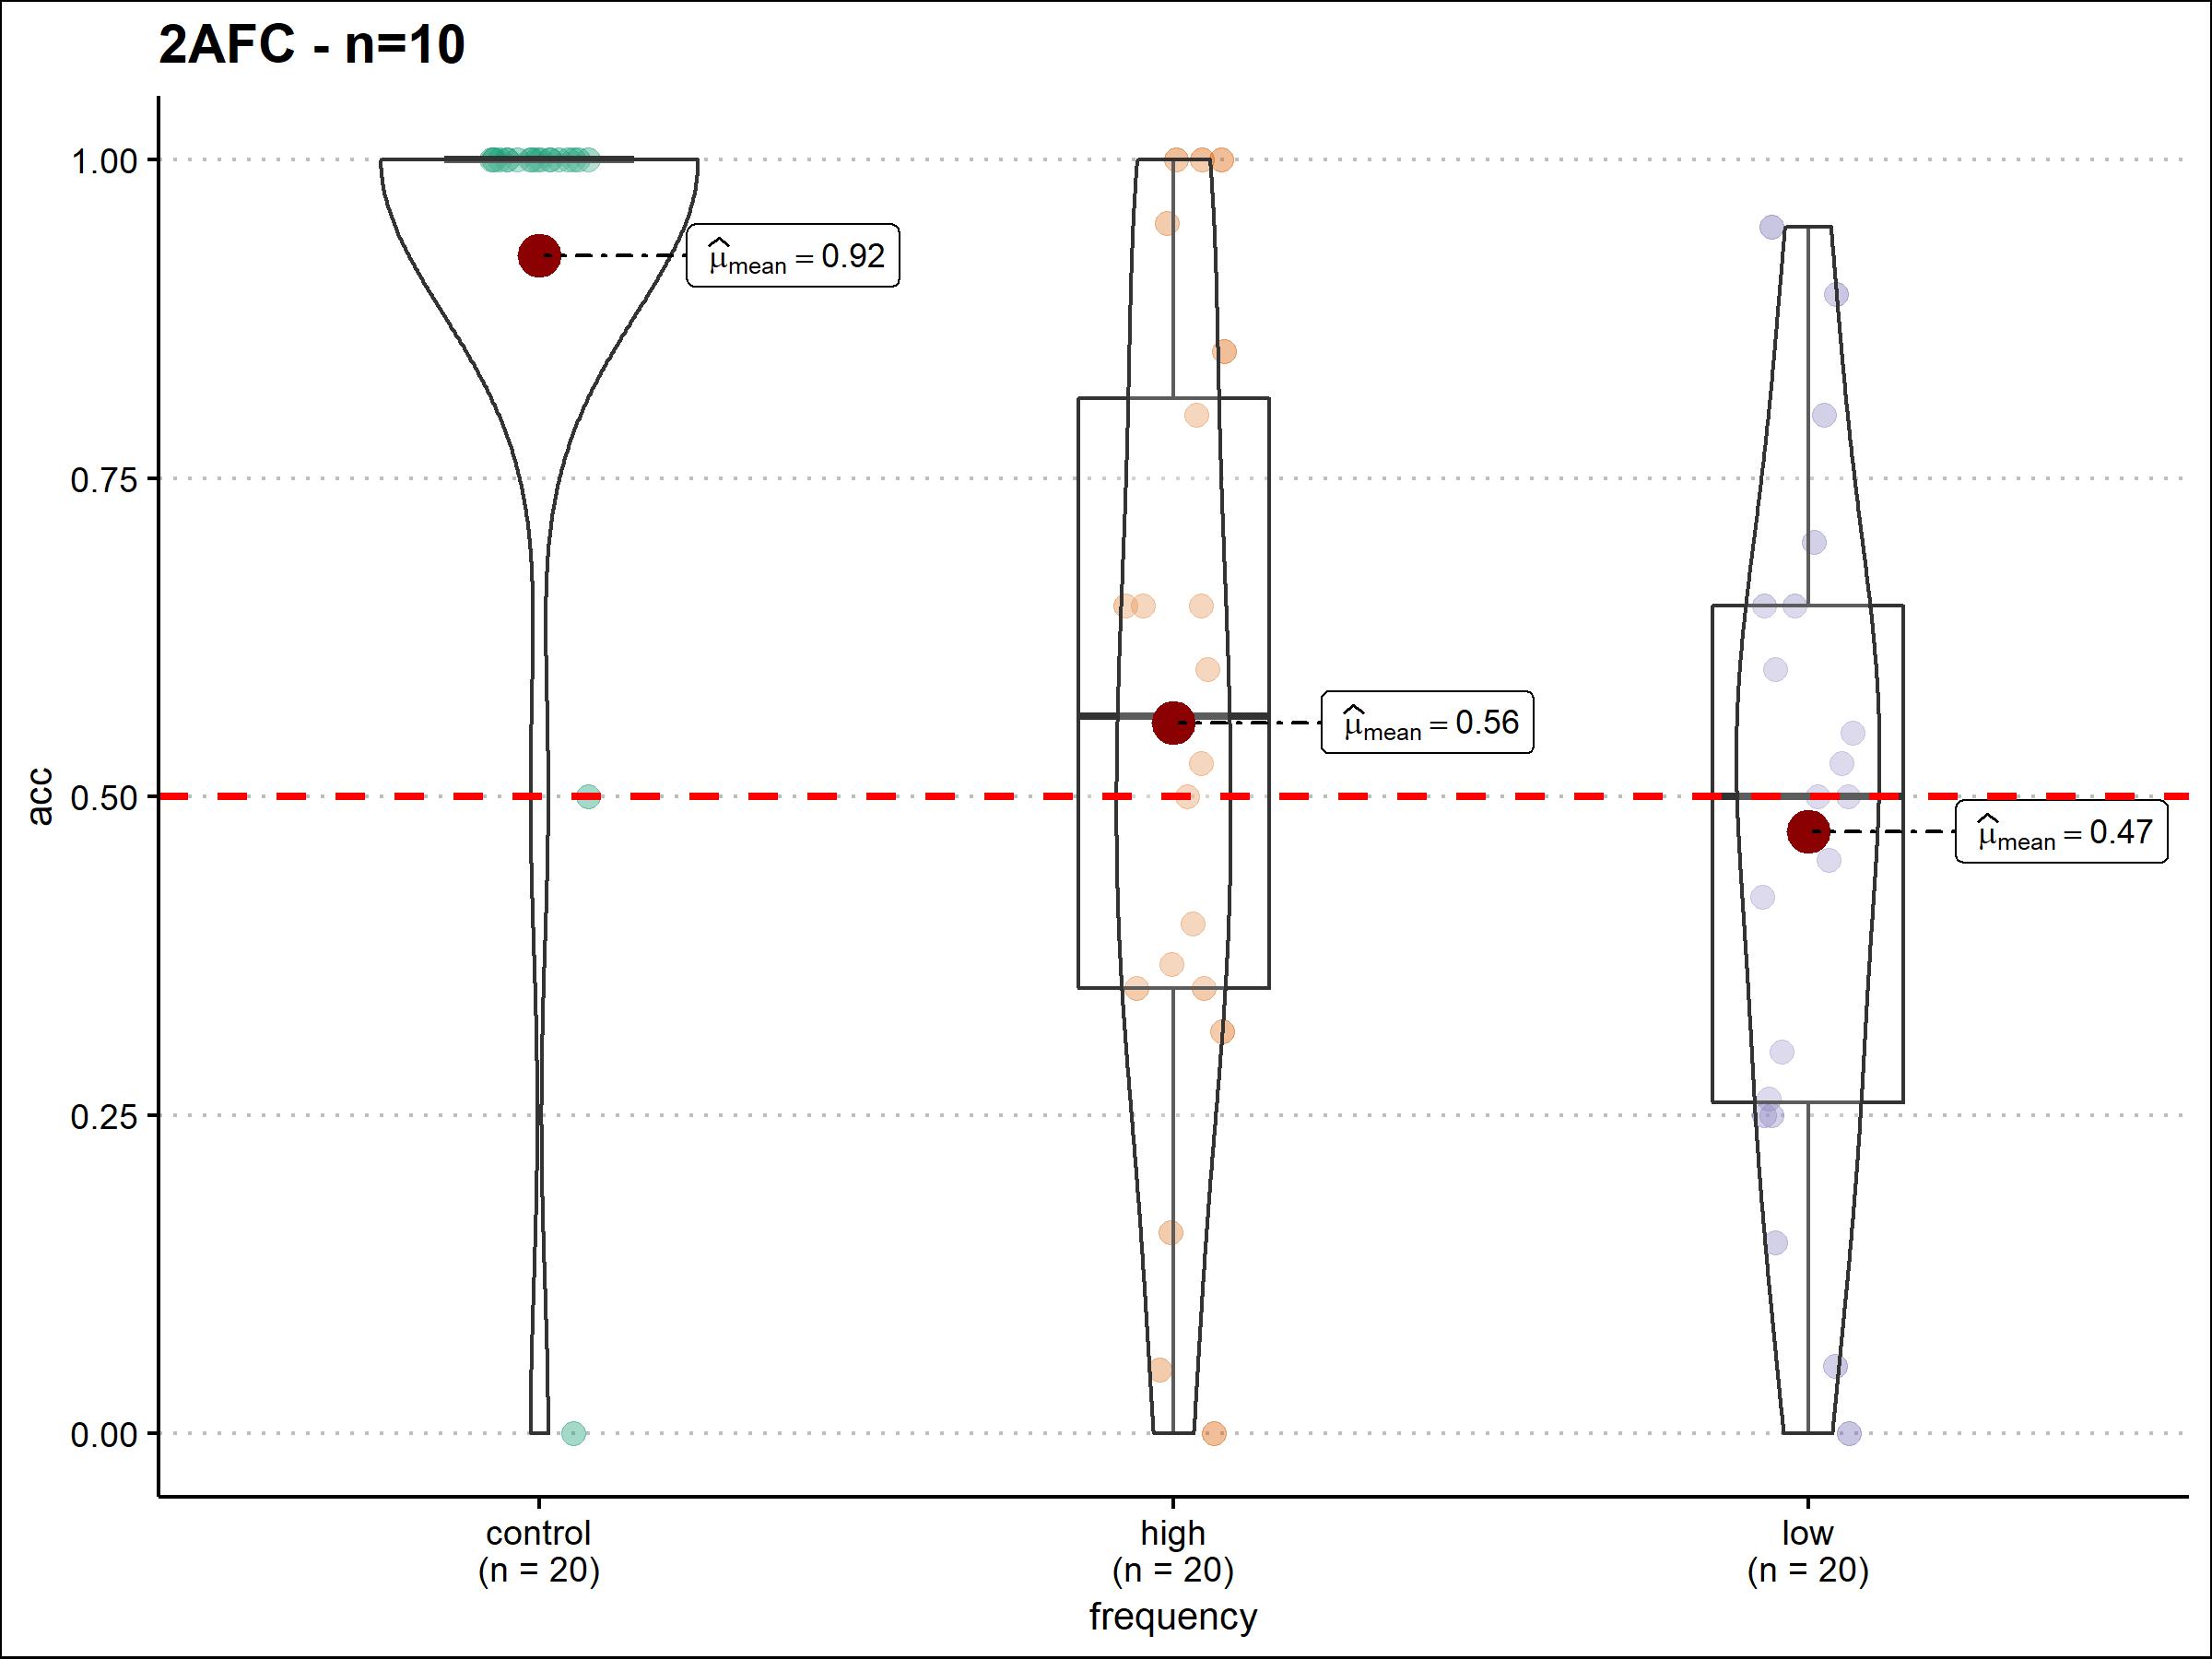 2AFC - n=10
1.00
0.75
0.50
0.25
0.00
acc
μ̂mean = 0.92
μ̂mean = 0.56
μ̂mean = 0.47
control
(n = 20)
high
(n = 20)
low
(n = 20)
frequency